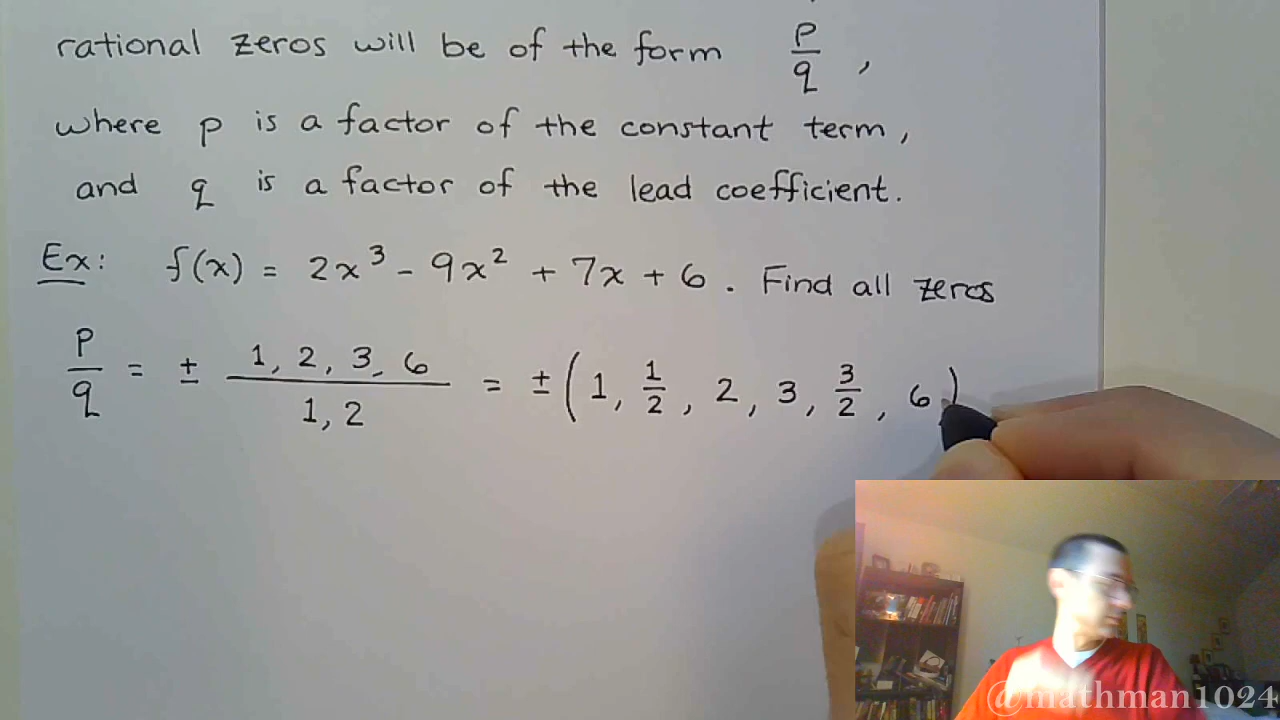 rational zeros will be of the form p/q ,
where p is a factor of the constant term,
and q is a factor of the lead coefficient.
Ex: f(x) = 2x³ - 9x² + 7x + 6 . Find all zeros
p/q = ± 1, 2, 3, 6 / 1, 2 = ± (1, 1/2, 2, 3, 3/2, 6)
@mathman1024